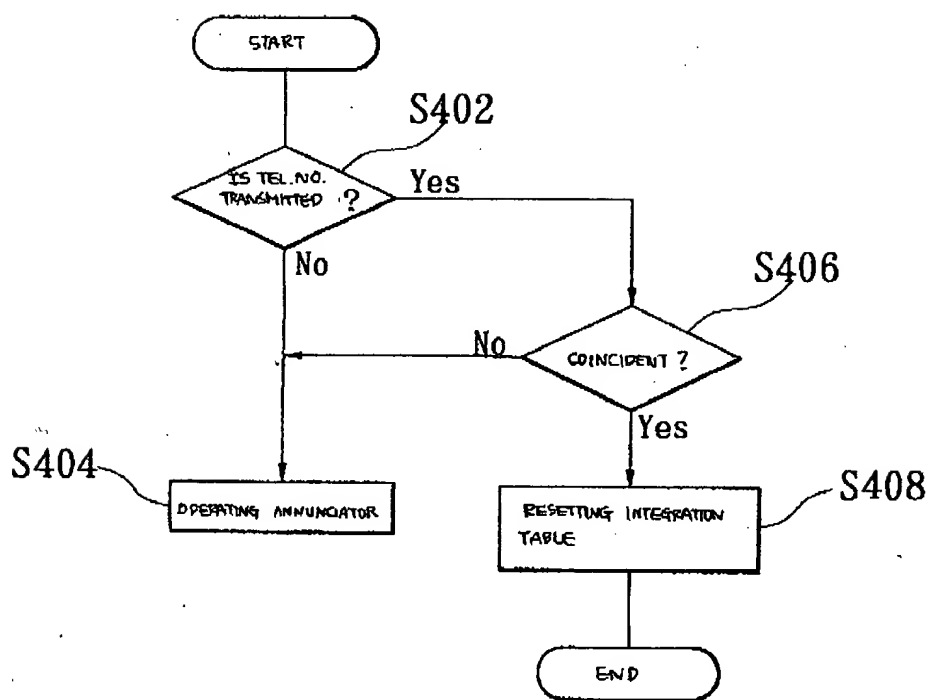 START
S402
IS TEL.NO.
TRANSMITTED ?
Yes
No
S406
No
COINCIDENT ?
Yes
S404
OPERATING ANNUNCIATOR
S408
RESETTING INTEGRATION
TABLE
END